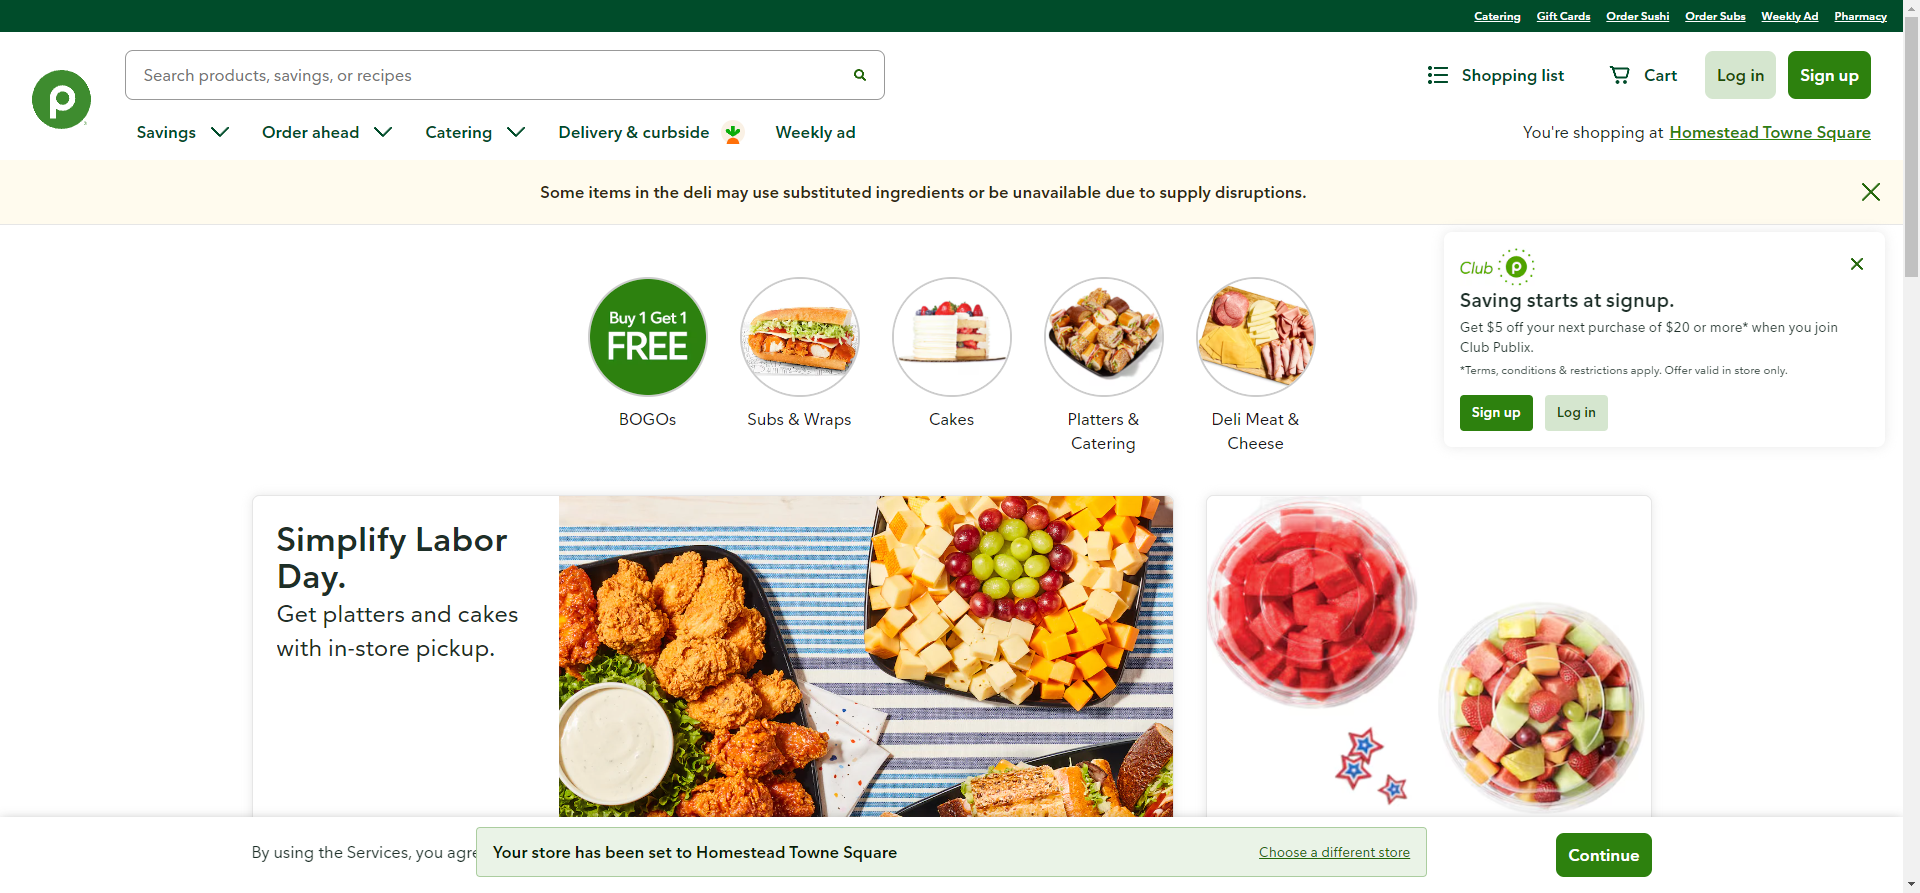 Catering Gift Cards Order Sushi Order Subs Weekly Ad Pharmacy
Search products, savings, or recipes
Shopping list Cart Log in Sign up
Savings Order ahead Catering Delivery & curbside Weekly ad
You're shopping at Homestead Towne Square
Some items in the deli may use substituted ingredients or be unavailable due to supply disruptions.
Club p
Saving starts at signup.
Get $5 off your next purchase of $20 or more* when you join
Club Publix.
*Terms, conditions & restrictions apply. Offer valid in store only.
Sign up Log in
Buy 1 Get 1
FREE
BOGOs
Subs & Wraps
Cakes
Platters &
Catering
Deli Meat &
Cheese
Simplify Labor
Day.
Get platters and cakes
with in-store pickup.
By using the Services, you agre
Your store has been set to Homestead Towne Square
Choose a different store
Continue